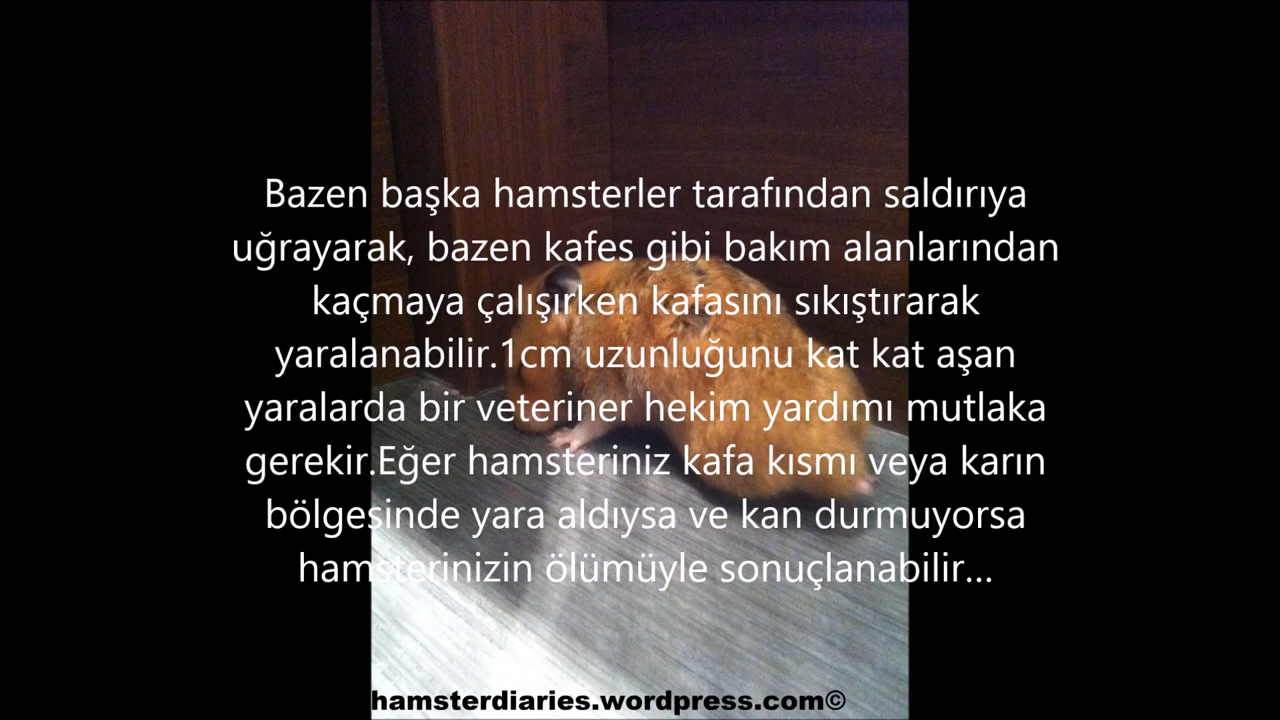 Bazen başka hamsterler tarafından saldırıya
uğrayarak, bazen kafes gibi bakım alanlarından
kaçmaya çalışırken kafasını sıkıştırarak
yaralanabilir.1cm uzunluğunu kat kat aşan
yaralarda bir veteriner hekim yardımı mutlaka
gerekir.Eğer hamsteriniz kafa kısmı veya karın
bölgesinde yara aldıysa ve kan durmuyorsa
hamsterinizin ölümüyle sonuçlanabilir...
hamsterdiaries.wordpress.com©